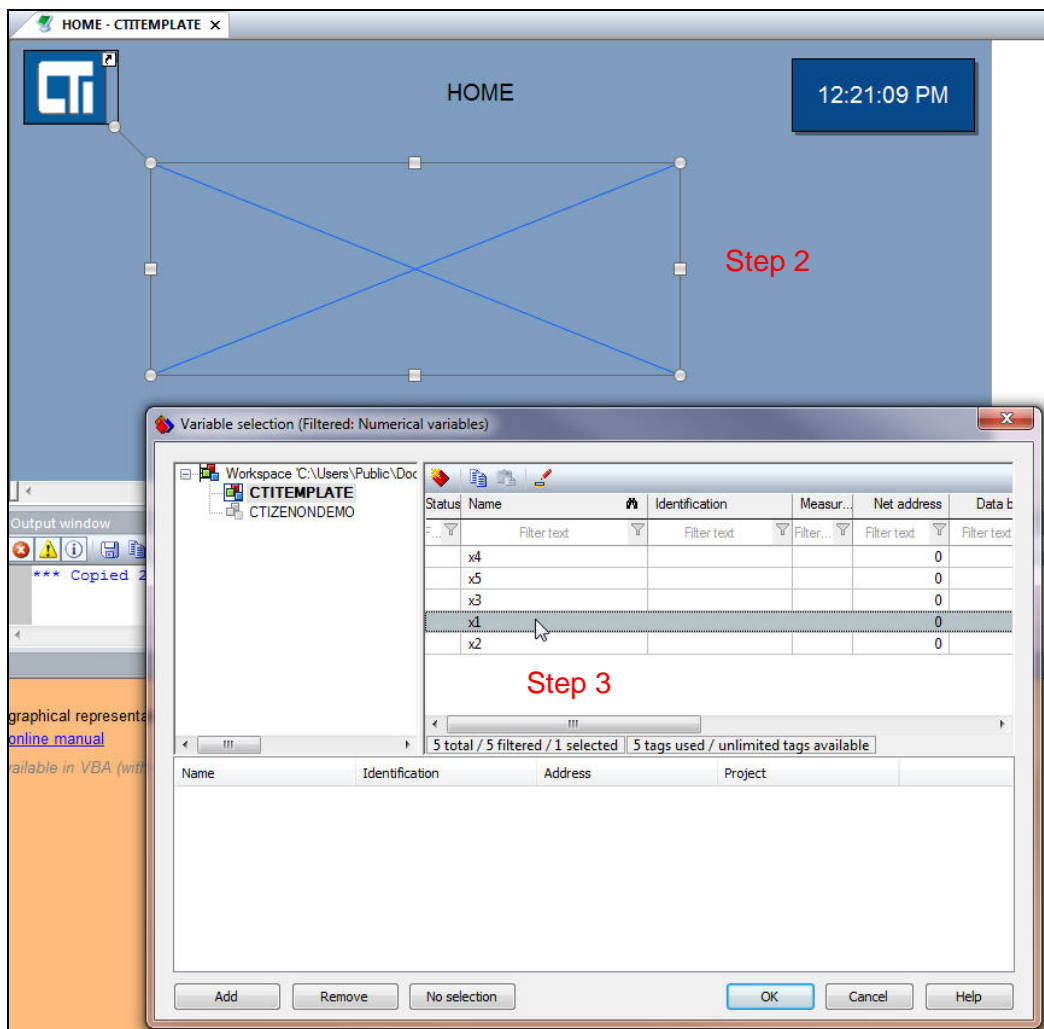 HOME - CTITEMPLATE X
CTi
HOME
12:21:09 PM
Step 2
Variable selection (Filtered: Numerical variables)
Workspace 'C:\Users\Public\Doc
CTITEMPLATE
CTIZENONDEMO
Status Name Identification Measur... Net address Data b
F... Filter text Filter text Filter... Filter text Filter text
x4 0
x5 0
x3 0
x1 0
x2 0
Step 3
5 total / 5 filtered / 1 selected 5 tags used / unlimited tags available
Output window
*** Copied 2
graphical representa
online manual
vailable in VBA (with
Name Identification Address Project
Add Remove No selection OK Cancel Help